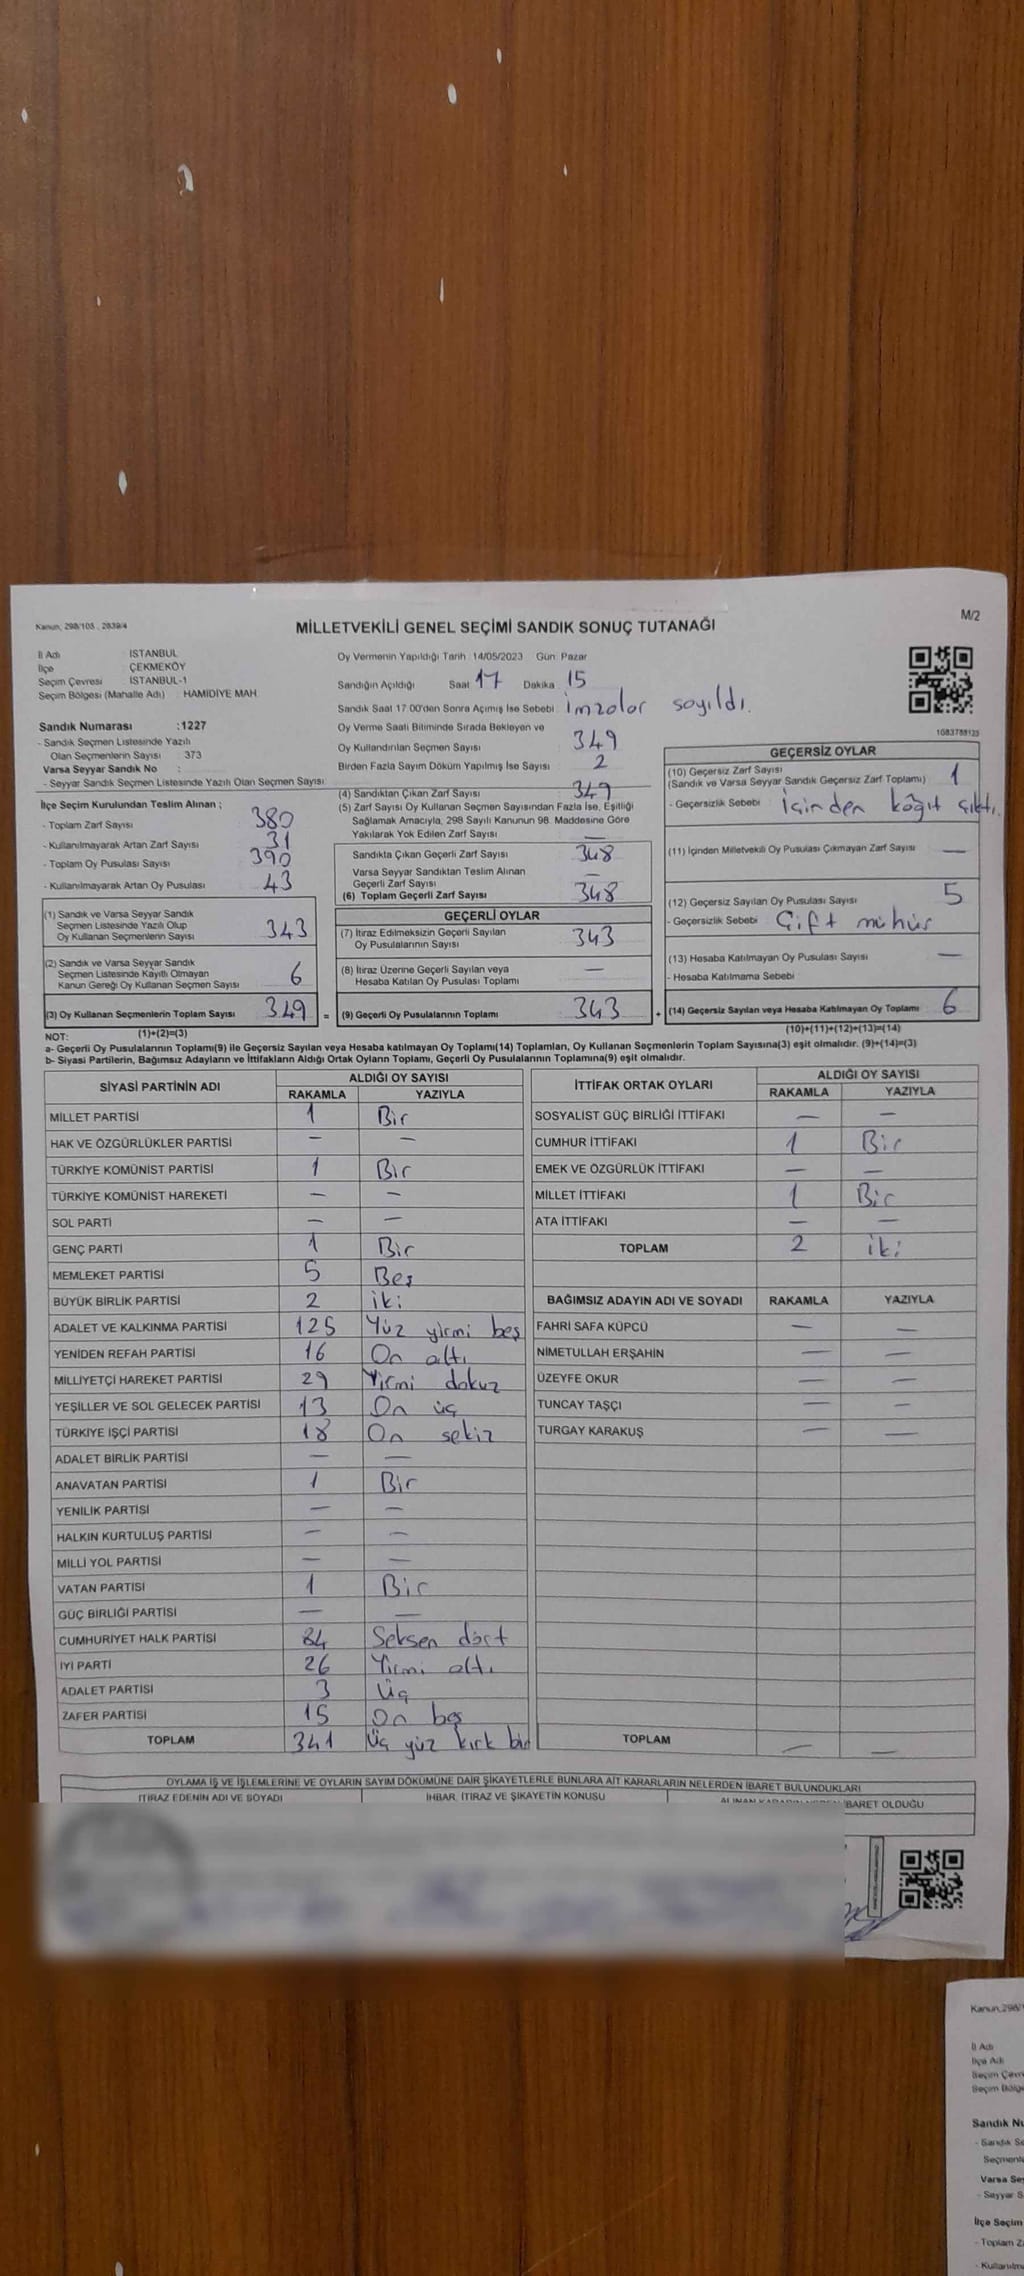 Kanun, 298/105 , 2839/4
M/2
MİLLETVEKİLİ GENEL SEÇİMİ SANDIK SONUÇ TUTANAĞI
İl Adı : İSTANBUL
İlçe : ÇEKMEKÖY
Seçim Çevresi : İSTANBUL-1
Seçim Bölgesi (Mahalle Adı) : HAMİDİYE MAH.
Sandık Numarası :1227
- Sandık Seçmen Listesinde Yazılı
Olan Seçmenlerin Sayısı : 373
Varsa Seyyar Sandık No :
- Seyyar Sandık Seçmen Listesinde Yazılı Olan Seçmen Sayısı:
Oy Vermenin Yapıldığı Tarih :14/05/2023 Gün: Pazar
Sandığın Açıldığı Saat 17 Dakika 15
Sandık Saat 17.00'den Sonra Açımış İse Sebebi: imzalar sayıldı.
Oy Verme Saati Bitiminde Sırada Bekleyen ve
Oy Kullandırılan Seçmen Sayısı 349
Birden Fazla Sayım Döküm Yapılmış İse Sayısı 2
1683788123
İlçe Seçim Kurulundan Teslim Alınan ;
- Toplam Zarf Sayısı 380
- Kullanılmayarak Artan Zarf Sayısı 31
- Toplam Oy Pusulası Sayısı 390
- Kullanılmayarak Artan Oy Pusulası 43
(1) Sandık ve Varsa Seyyar Sandık
Seçmen Listesinde Yazılı Olup
Oy Kullanan Seçmenlerin Sayısı 343
(2) Sandık ve Varsa Seyyar Sandık
Seçmen Listesinde Kayıtlı Olmayan
Kanun Gereği Oy Kullanan Seçmen Sayısı 6
(3) Oy Kullanan Seçmenlerin Toplam Sayısı 349 =
(1)+(2)=(3)
(4) Sandıktan Çıkan Zarf Sayısı 349
(5) Zarf Sayısı Oy Kullanan Seçmen Sayısından Fazla İse, Eşitliği
Sağlamak Amacıyla, 298 Sayılı Kanunun 98. Maddesine Göre
Yakılarak Yok Edilen Zarf Sayısı —
Sandıkta Çıkan Geçerli Zarf Sayısı 348
Varsa Seyyar Sandıktan Teslim Alınan
Geçerli Zarf Sayısı —
(6) Toplam Geçerli Zarf Sayısı 348
GEÇERLİ OYLAR
(7) İtiraz Edilmeksizin Geçerli Sayılan
Oy Pusulalarının Sayısı 343
(8) İtiraz Üzerine Geçerli Sayılan veya
Hesaba Katılan Oy Pusulası Toplamı —
(9) Geçerli Oy Pusulalarının Toplamı 343 +
GEÇERSİZ OYLAR
(10) Geçersiz Zarf Sayısı
(Sandık ve Varsa Seyyar Sandık Geçersiz Zarf Toplamı) 1
- Geçersizlik Sebebi : İçinden kâğıt çıktı.
(11) İçinden Milletvekili Oy Pusulası Çıkmayan Zarf Sayısı —
(12) Geçersiz Sayılan Oy Pusulası Sayısı 5
- Geçersizlik Sebebi : Çift mühür
(13) Hesaba Katılmayan Oy Pusulası Sayısı —
- Hesaba Katılmama Sebebi
(14) Geçersiz Sayılan veya Hesaba Katılmayan Oy Toplamı 6
(10)+(11)+(12)+(13)=(14)
NOT:
a- Geçerli Oy Pusulalarının Toplamı(9) ile Geçersiz Sayılan veya Hesaba katılmayan Oy Toplamı(14) Toplamları, Oy Kullanan Seçmenlerin Toplam Sayısına(3) eşit olmalıdır. (9)+(14)=(3)
b- Siyasi Partilerin, Bağımsız Adayların ve İttifakların Aldığı Ortak Oyların Toplamı, Geçerli Oy Pusulalarının Toplamına(9) eşit olmalıdır.
SİYASİ PARTİNİN ADI ALDIĞI OY SAYISI
RAKAMLA YAZIYLA
MİLLET PARTİSİ 1 Bir
HAK VE ÖZGÜRLÜKLER PARTİSİ — —
TÜRKİYE KOMÜNİST PARTİSİ 1 Bir
TÜRKİYE KOMÜNİST HAREKETİ — —
SOL PARTİ — —
GENÇ PARTİ 1 Bir
MEMLEKET PARTİSİ 5 Beş
BÜYÜK BİRLİK PARTİSİ 2 iki
ADALET VE KALKINMA PARTİSİ 125 Yüz yirmi beş
YENİDEN REFAH PARTİSİ 16 On altı
MİLLİYETÇİ HAREKET PARTİSİ 29 Yirmi dokuz
YEŞİLLER VE SOL GELECEK PARTİSİ 13 On üç
TÜRKİYE İŞÇİ PARTİSİ 18 On sekiz
ADALET BİRLİK PARTİSİ — —
ANAVATAN PARTİSİ 1 Bir
YENİLİK PARTİSİ — —
HALKIN KURTULUŞ PARTİSİ — —
MİLLİ YOL PARTİSİ — —
VATAN PARTİSİ 1 Bir
GÜÇ BİRLİĞİ PARTİSİ — —
CUMHURİYET HALK PARTİSİ 84 Seksen dört
İYİ PARTİ 26 Yirmi altı
ADALET PARTİSİ 3 Üç
ZAFER PARTİSİ 15 On beş
TOPLAM 341 Üç yüz kırk bir
İTTİFAK ORTAK OYLARI ALDIĞI OY SAYISI
RAKAMLA YAZIYLA
SOSYALİST GÜÇ BİRLİĞİ İTTİFAKI — —
CUMHUR İTTİFAKI 1 Bir
EMEK VE ÖZGÜRLÜK İTTİFAKI — —
MİLLET İTTİFAKI 1 Bir
ATA İTTİFAKI — —
TOPLAM 2 iki
BAĞIMSIZ ADAYIN ADI VE SOYADI RAKAMLA YAZIYLA
FAHRİ SAFA KÜPCÜ — —
NİMETULLAH ERŞAHİN — —
ÜZEYFE OKUR — —
TUNCAY TAŞÇI — —
TURGAY KARAKUŞ — —
TOPLAM — —
OYLAMA İŞ VE İŞLEMLERİNE VE OYLARIN SAYIM DÖKÜMÜNE DAİR ŞİKAYETLERLE BUNLARA AİT KARARLARIN NELERDEN İBARET BULUNDUKLARI
İTİRAZ EDENİN ADI VE SOYADI
İHBAR, İTİRAZ VE ŞİKAYETİN KONUSU
İBARET OLDUĞU
Kanun,298/
İl Adı
İlçe Adı
Seçim Çevre
Seçim Bölge
Sandık Nu
- Sandık Se
Seçmenle
Varsa Sey
- Seyyar S
İlçe Seçim
- Toplam Za
- Kullanılma